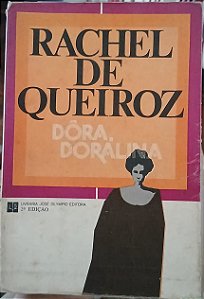 RACHEL
DE
QUEIROZ
DÔRA,
DORALINA
LIVRARIA JOSÉ OLYMPIO EDITORA
2ª EDIÇÃO